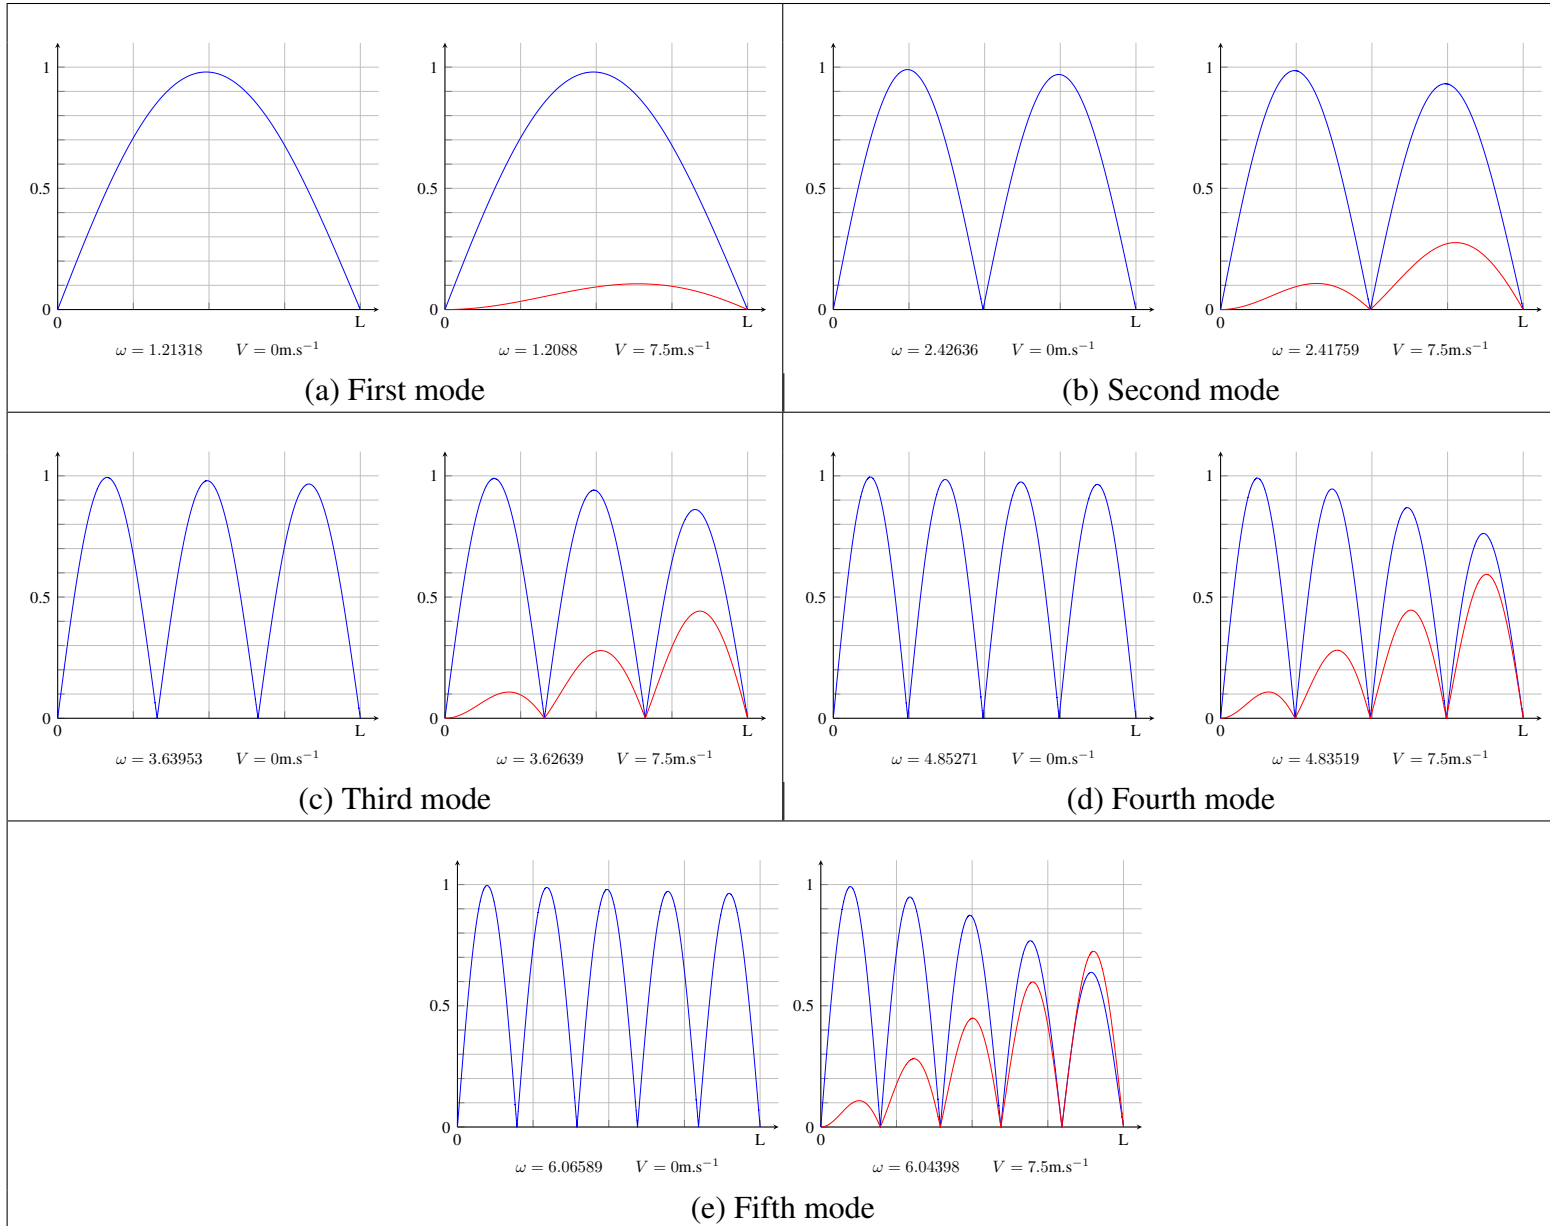 1
0.5
0
0
L
ω = 1.21318 V = 0m.s⁻¹
1
0.5
0
0
L
ω = 1.2088 V = 7.5m.s⁻¹
(a) First mode
1
0.5
0
0
L
ω = 2.42636 V = 0m.s⁻¹
1
0.5
0
0
L
ω = 2.41759 V = 7.5m.s⁻¹
(b) Second mode
1
0.5
0
0
L
ω = 3.63953 V = 0m.s⁻¹
1
0.5
0
0
L
ω = 3.62639 V = 7.5m.s⁻¹
(c) Third mode
1
0.5
0
0
L
ω = 4.85271 V = 0m.s⁻¹
1
0.5
0
0
L
ω = 4.83519 V = 7.5m.s⁻¹
(d) Fourth mode
1
0.5
0
0
L
ω = 6.06589 V = 0m.s⁻¹
1
0.5
0
0
L
ω = 6.04398 V = 7.5m.s⁻¹
(e) Fifth mode